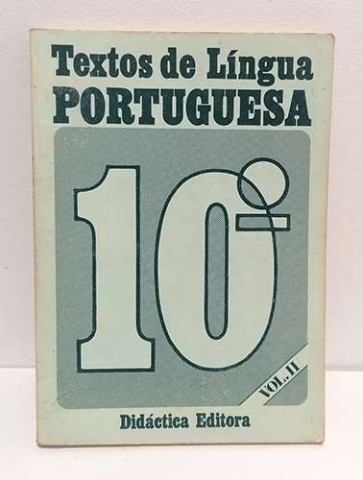 Textos de Língua
PORTUGUESA
10º
VOL. II
Didáctica Editora